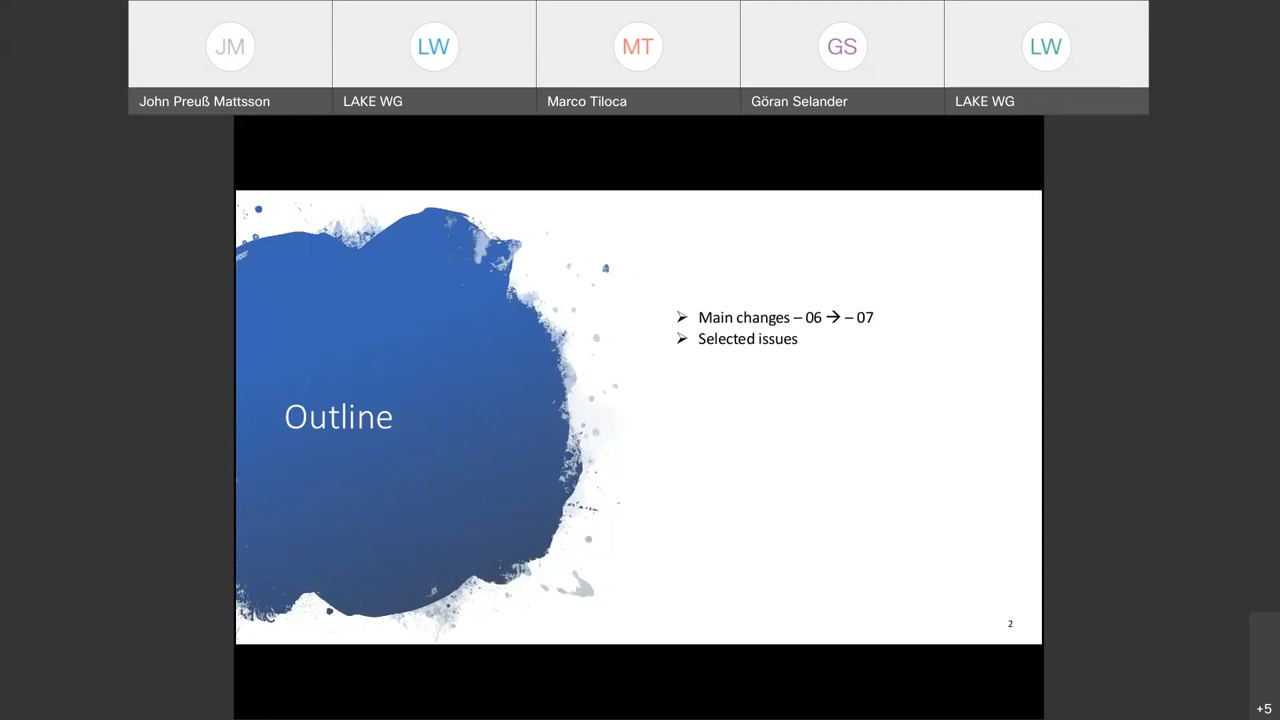 JM
LW
MT
GS
LW
John Preuß Mattsson
LAKE WG
Marco Tiloca
Göran Selander
LAKE WG
Outline
➢ Main changes – 06 → – 07
➢ Selected issues
2
+5